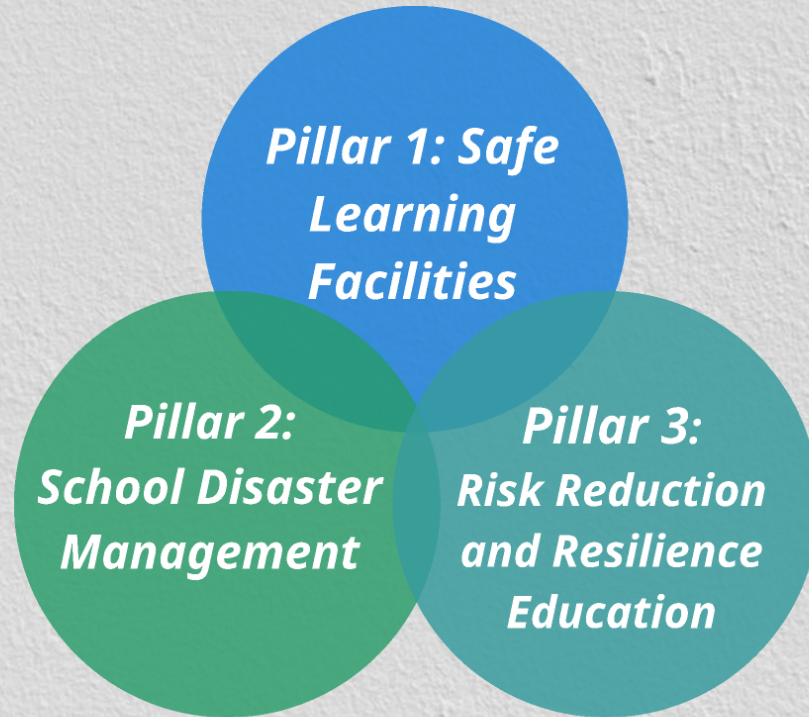 Pillar 1: Safe
Learning
Facilities
Pillar 2:
School Disaster
Management
Pillar 3:
Risk Reduction
and Resilience
Education